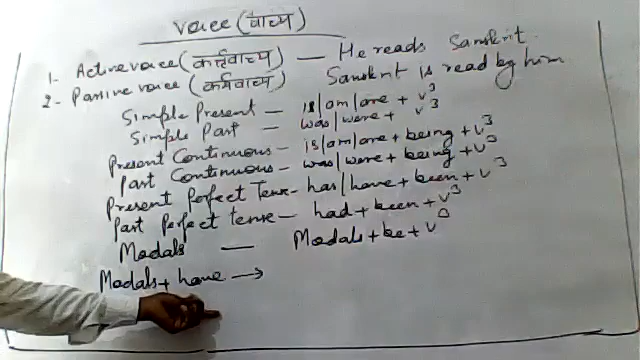 Voice (वाच्य)
1- Active voice (कर्तृवाच्य) — He reads Sanskrit.
2- Passive voice (कर्मवाच्य) Sanskrit is read by him
Simple Present - is/am/are + v³
Simple Past - was/were + v³
Present Continuous - is/am/are + being + v³
Past Continuous - was/were + being + v³
Present Perfect Tense - has/have + been + v³
Past Perfect Tense - had + been + v³
Modals — Modals + be + v³
Modals + have →